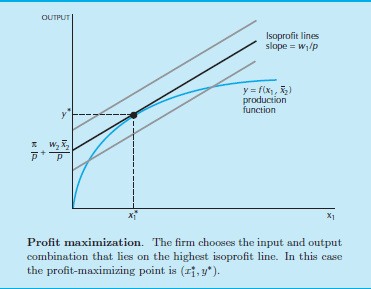 OUTPUT
Isoprofit lines
slope = w₁/p
y = f(x₁, x̄₂)
production
function
y*
π/p + w₂x̄₂/p
x₁*
x₁
Profit maximization. The firm chooses the input and output
combination that lies on the highest isoprofit line. In this case
the profit-maximizing point is (x₁*, y*).